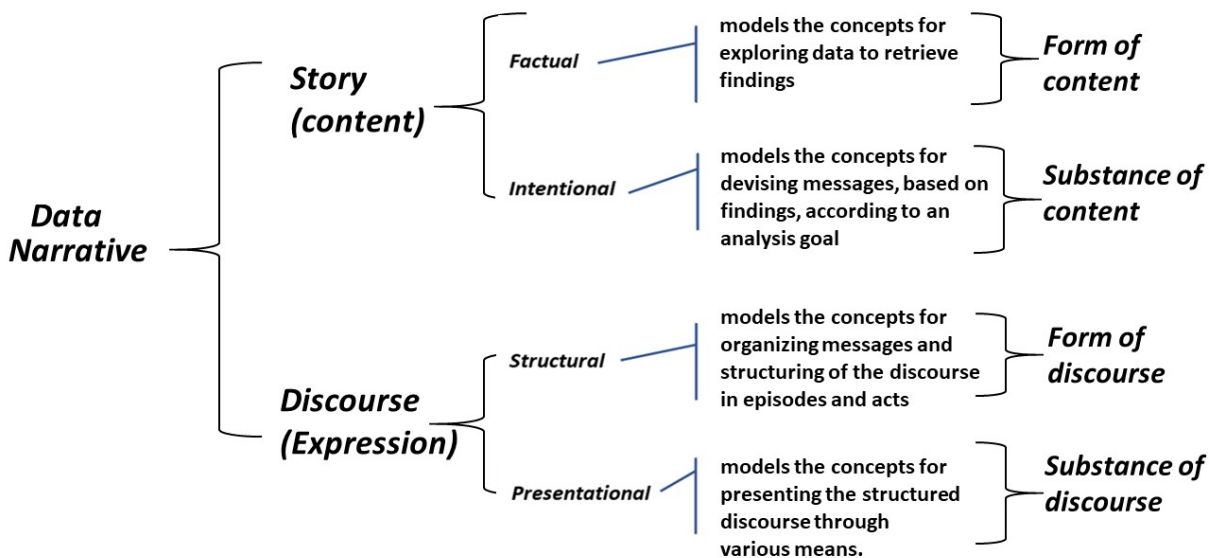 Data
Narrative
Story
(content)
Factual
models the concepts for
exploring data to retrieve
findings
Form of
content
Intentional
models the concepts for
devising messages, based on
findings, according to an
analysis goal
Substance of
content
Discourse
(Expression)
Structural
models the concepts for
organizing messages and
structuring of the discourse
in episodes and acts
Form of
discourse
Presentational
models the concepts for
presenting the structured
discourse through
various means.
Substance of
discourse